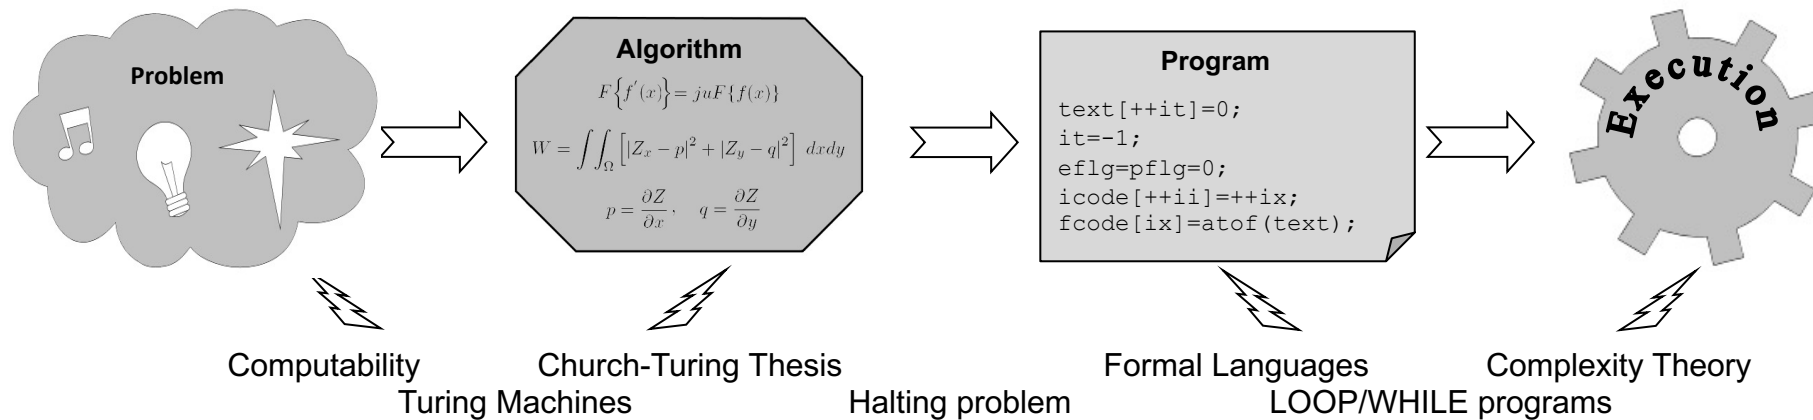 Problem
Algorithm
F{f'(x)} = juF{f(x)}
W = ∫∫_Ω [|Z_x − p|² + |Z_y − q|²] dxdy
p = ∂Z/∂x , q = ∂Z/∂y
Program
text[++it]=0;
it=-1;
eflg=pflg=0;
icode[++ii]=++ix;
fcode[ix]=atof(text);
Execution
Computability Church-Turing Thesis Formal Languages Complexity Theory
Turing Machines Halting problem LOOP/WHILE programs